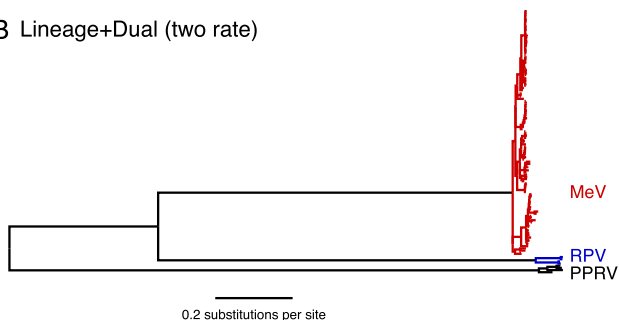 B Lineage+Dual (two rate)
MeV
RPV
PPRV
0.2 substitutions per site